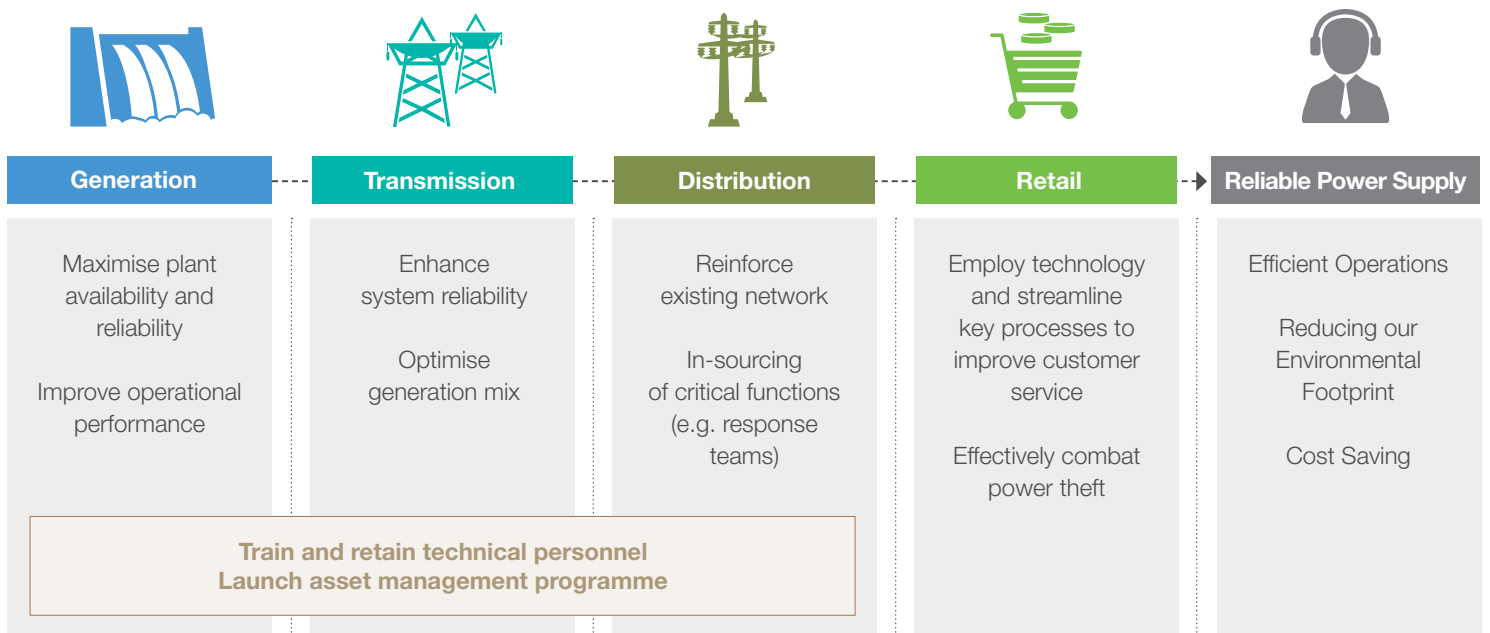 Generation
Transmission
Distribution
Retail
Reliable Power Supply
Maximise plant
availability and
reliability
Improve operational
performance
Enhance
system reliability
Optimise
generation mix
Reinforce
existing network
In-sourcing
of critical functions
(e.g. response
teams)
Employ technology
and streamline
key processes to
improve customer
service
Effectively combat
power theft
Efficient Operations
Reducing our
Environmental
Footprint
Cost Saving
Train and retain technical personnel
Launch asset management programme